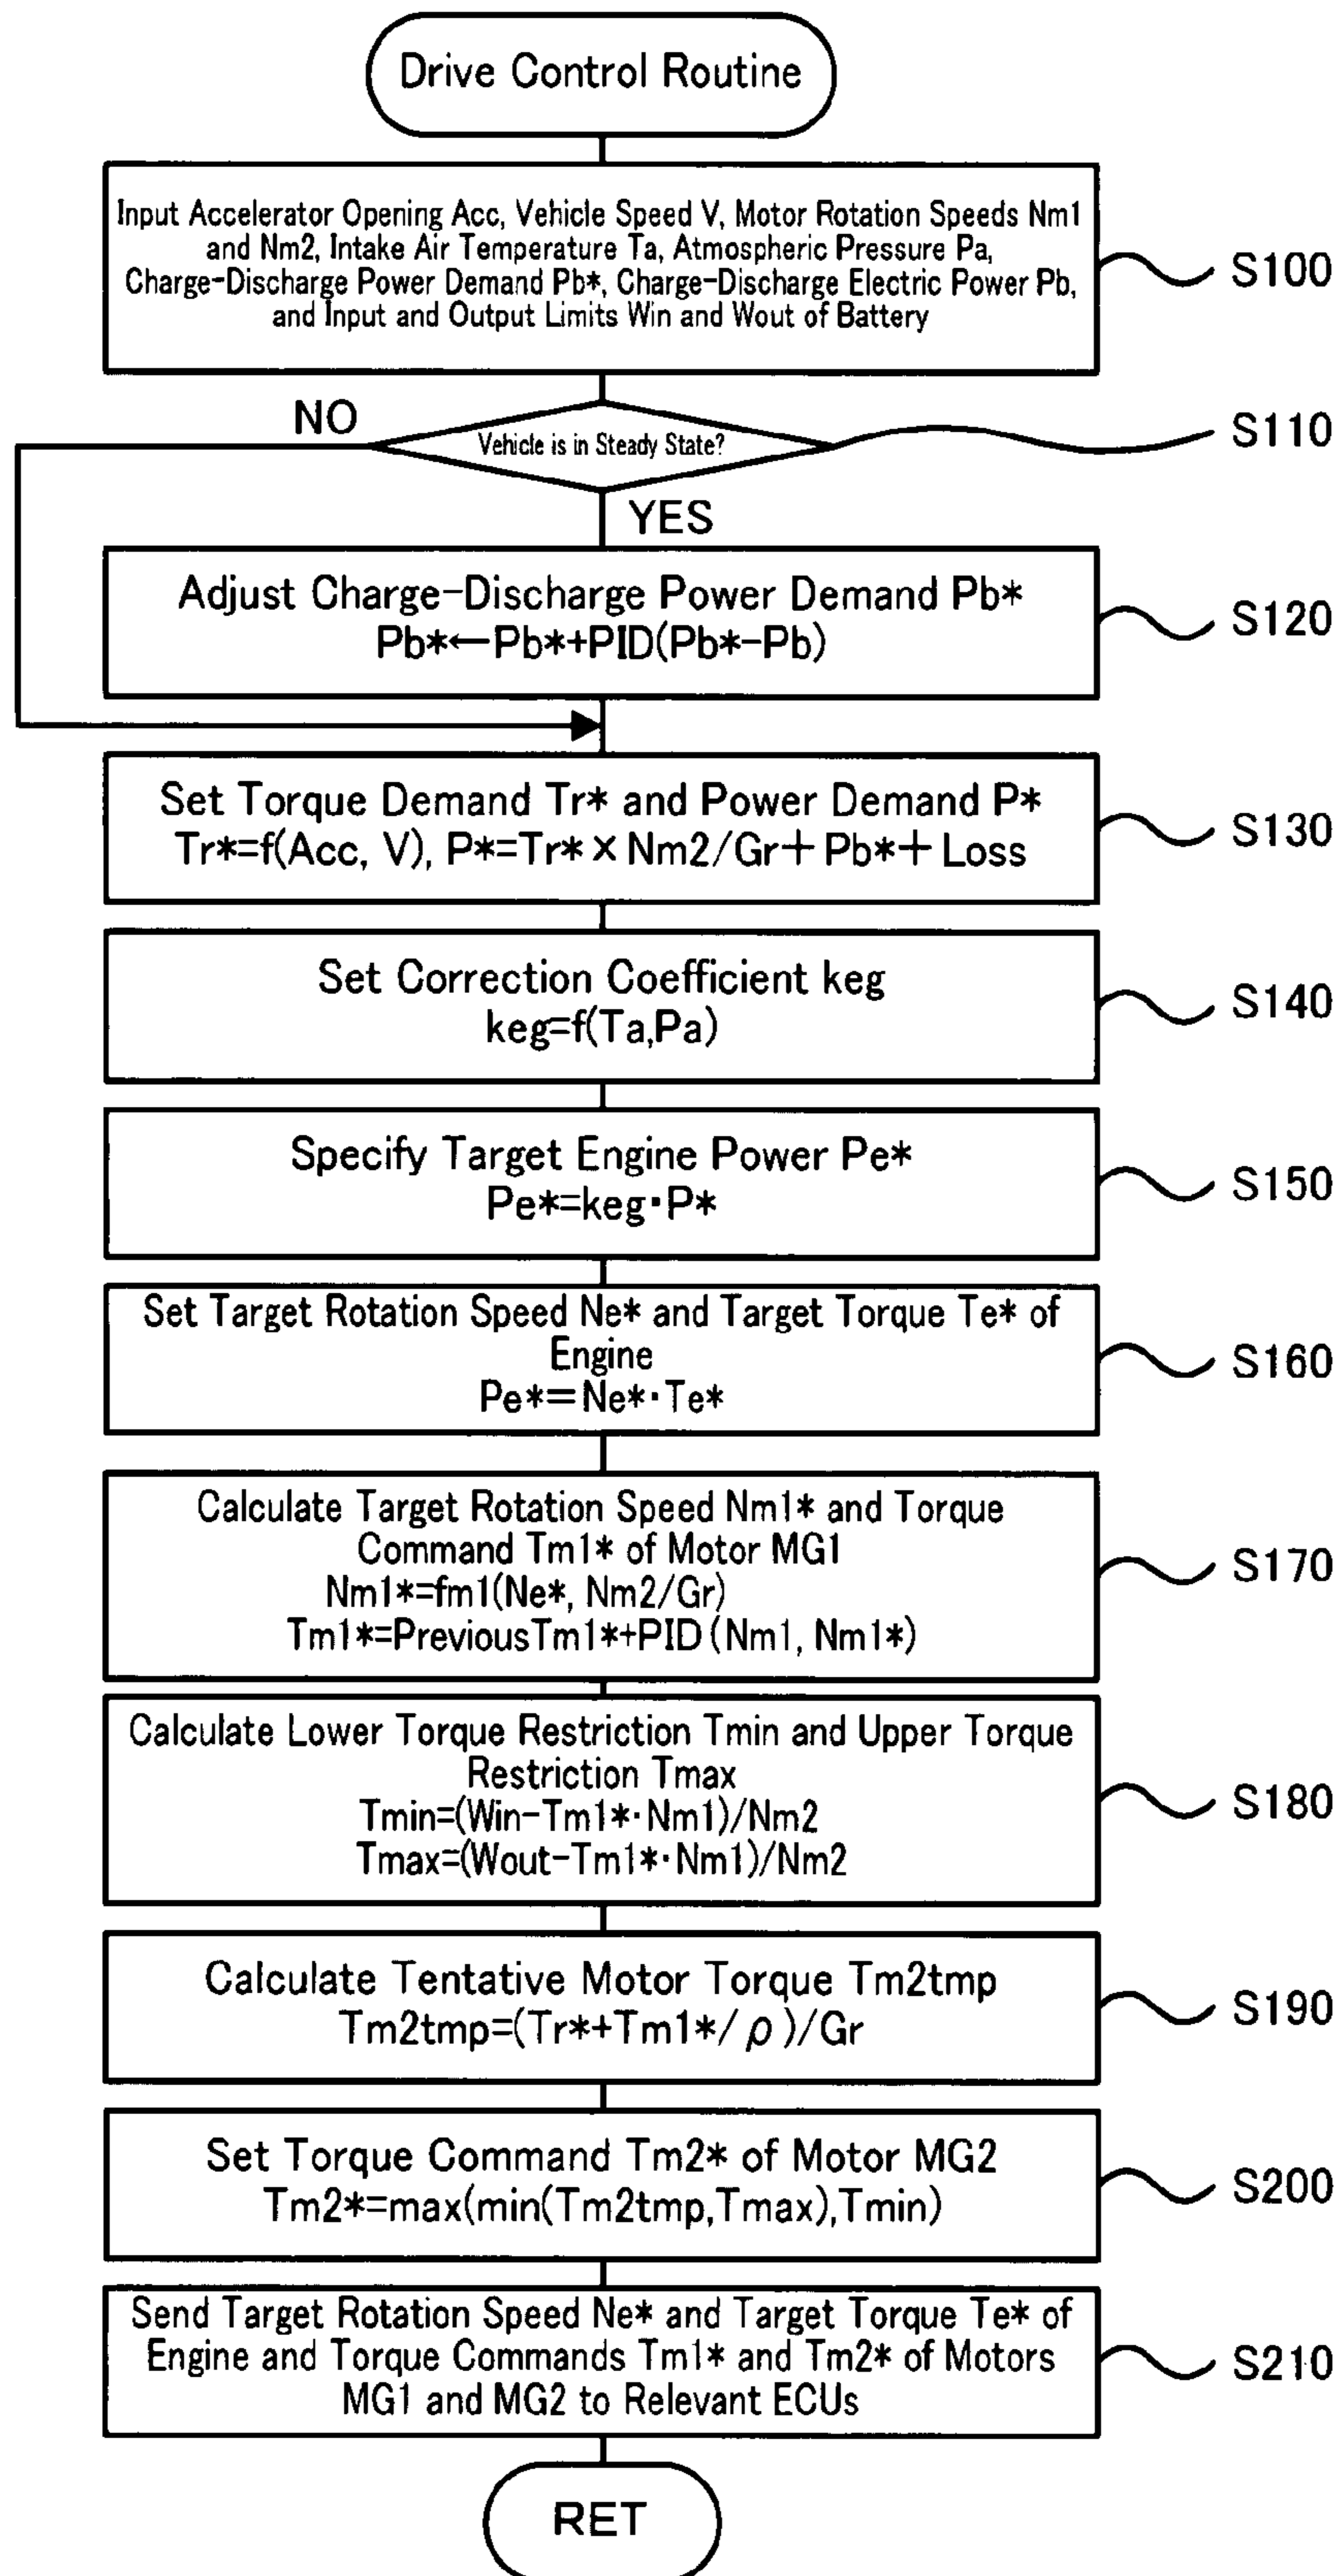 Drive Control Routine
Input Accelerator Opening Acc, Vehicle Speed V, Motor Rotation Speeds Nm1
and Nm2, Intake Air Temperature Ta, Atmospheric Pressure Pa,
Charge-Discharge Power Demand Pb*, Charge-Discharge Electric Power Pb,
and Input and Output Limits Win and Wout of Battery
S100
NO
Vehicle is in Steady State?
S110
YES
Adjust Charge-Discharge Power Demand Pb*
Pb*←Pb*+PID(Pb*-Pb)
S120
Set Torque Demand Tr* and Power Demand P*
Tr*=f(Acc, V), P*=Tr*×Nm2/Gr+Pb*+Loss
S130
Set Correction Coefficient keg
keg=f(Ta,Pa)
S140
Specify Target Engine Power Pe*
Pe*=keg·P*
S150
Set Target Rotation Speed Ne* and Target Torque Te* of
Engine
Pe*=Ne*·Te*
S160
Calculate Target Rotation Speed Nm1* and Torque
Command Tm1* of Motor MG1
Nm1*=fm1(Ne*, Nm2/Gr)
Tm1*=PreviousTm1*+PID(Nm1, Nm1*)
S170
Calculate Lower Torque Restriction Tmin and Upper Torque
Restriction Tmax
Tmin=(Win-Tm1*·Nm1)/Nm2
Tmax=(Wout-Tm1*·Nm1)/Nm2
S180
Calculate Tentative Motor Torque Tm2tmp
Tm2tmp=(Tr*+Tm1*/ρ)/Gr
S190
Set Torque Command Tm2* of Motor MG2
Tm2*=max(min(Tm2tmp,Tmax),Tmin)
S200
Send Target Rotation Speed Ne* and Target Torque Te* of
Engine and Torque Commands Tm1* and Tm2* of Motors
MG1 and MG2 to Relevant ECUs
S210
RET